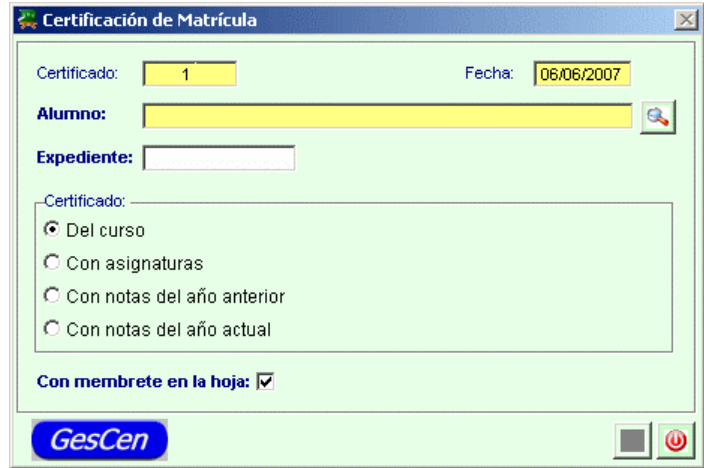 Certificación de Matrícula
Certificado: 1 Fecha: 06/06/2007
Alumno:
Expediente:
Certificado:
Del curso
Con asignaturas
Con notas del año anterior
Con notas del año actual
Con membrete en la hoja:
GesCen